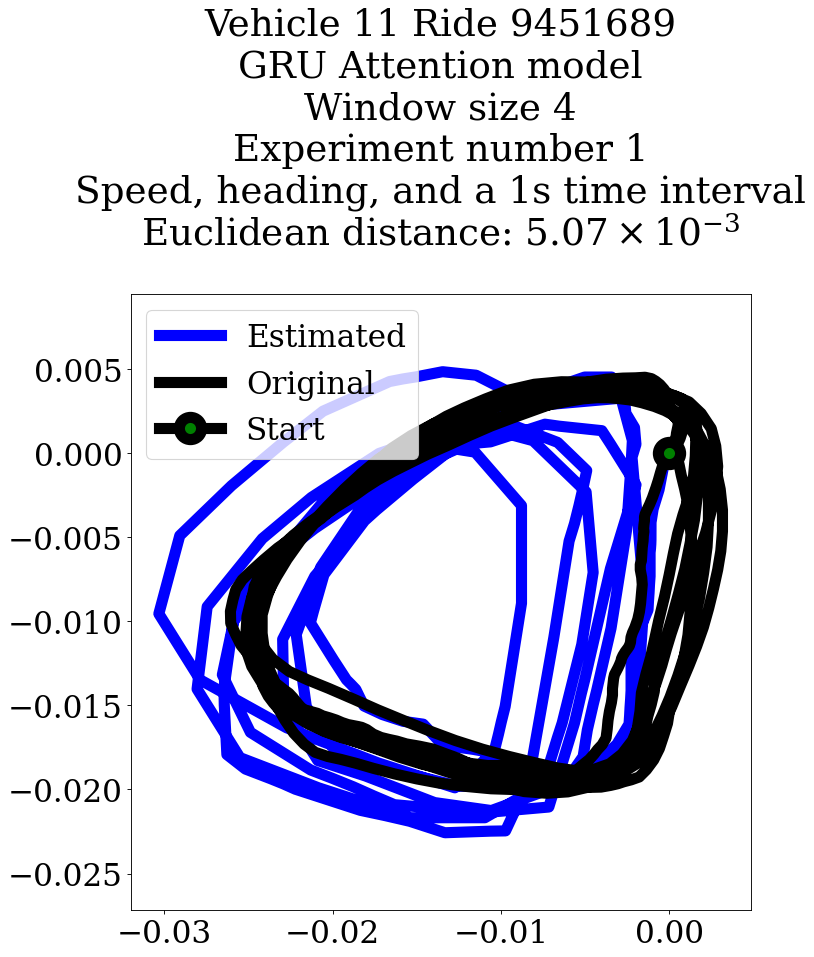 Vehicle 11 Ride 9451689
GRU Attention model
Window size 4
Experiment number 1
Speed, heading, and a 1s time interval
Euclidean distance: 5.07 × 10⁻³
Estimated
Original
Start
0.005
0.000
−0.005
−0.010
−0.015
−0.020
−0.025
−0.03
−0.02
−0.01
0.00